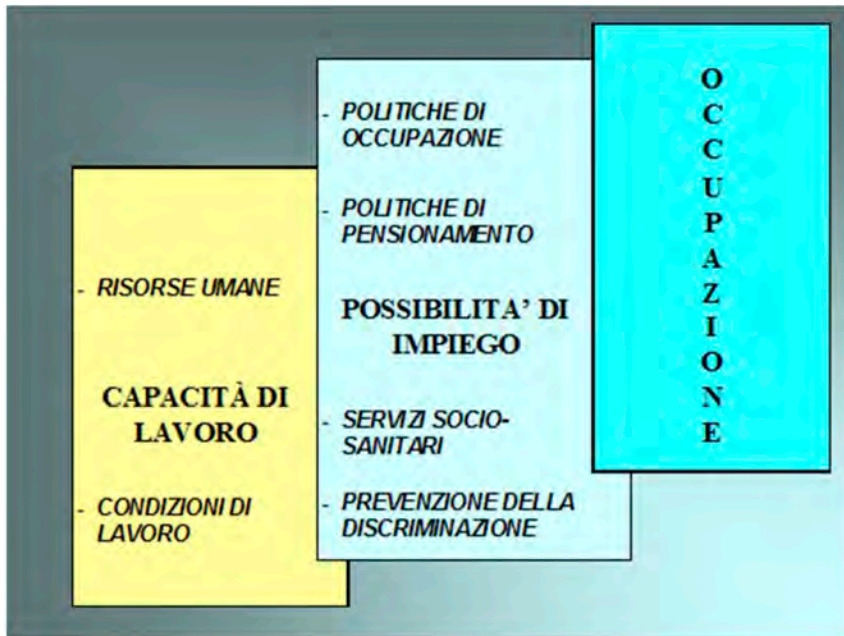 - RISORSE UMANE
CAPACITÀ DI
LAVORO
- CONDIZIONI DI
LAVORO
- POLITICHE DI
OCCUPAZIONE
- POLITICHE DI
PENSIONAMENTO
POSSIBILITA’ DI
IMPIEGO
- SERVIZI SOCIO-
SANITARI
- PREVENZIONE DELLA
DISCRIMINAZIONE
OCCUPAZIONE